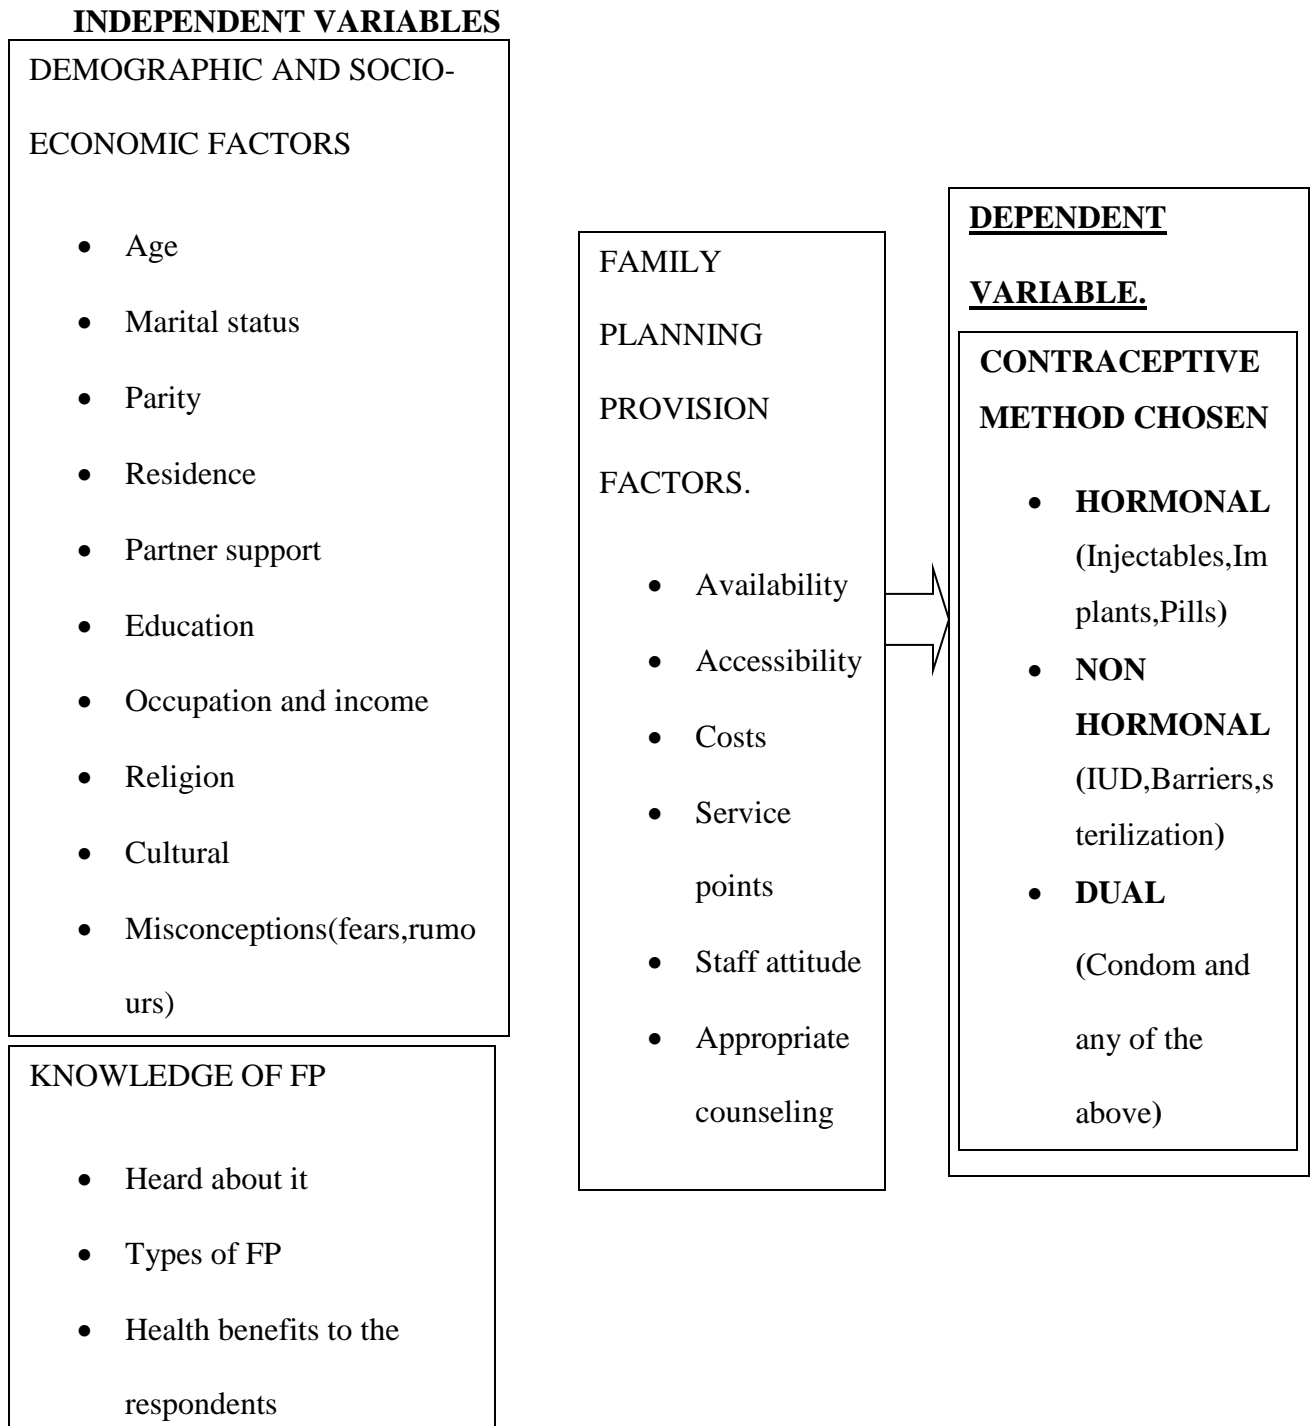 INDEPENDENT VARIABLES
DEMOGRAPHIC AND SOCIO-
ECONOMIC FACTORS
• Age
• Marital status
• Parity
• Residence
• Partner support
• Education
• Occupation and income
• Religion
• Cultural
• Misconceptions(fears,rumo
urs)
KNOWLEDGE OF FP
• Heard about it
• Types of FP
• Health benefits to the
respondents
FAMILY
PLANNING
PROVISION
FACTORS.
• Availability
• Accessibility
• Costs
• Service
points
• Staff attitude
• Appropriate
counseling
DEPENDENT
VARIABLE.
CONTRACEPTIVE
METHOD CHOSEN
• HORMONAL
(Injectables,Im
plants,Pills)
• NON
HORMONAL
(IUD,Barriers,s
terilization)
• DUAL
(Condom and
any of the
above)